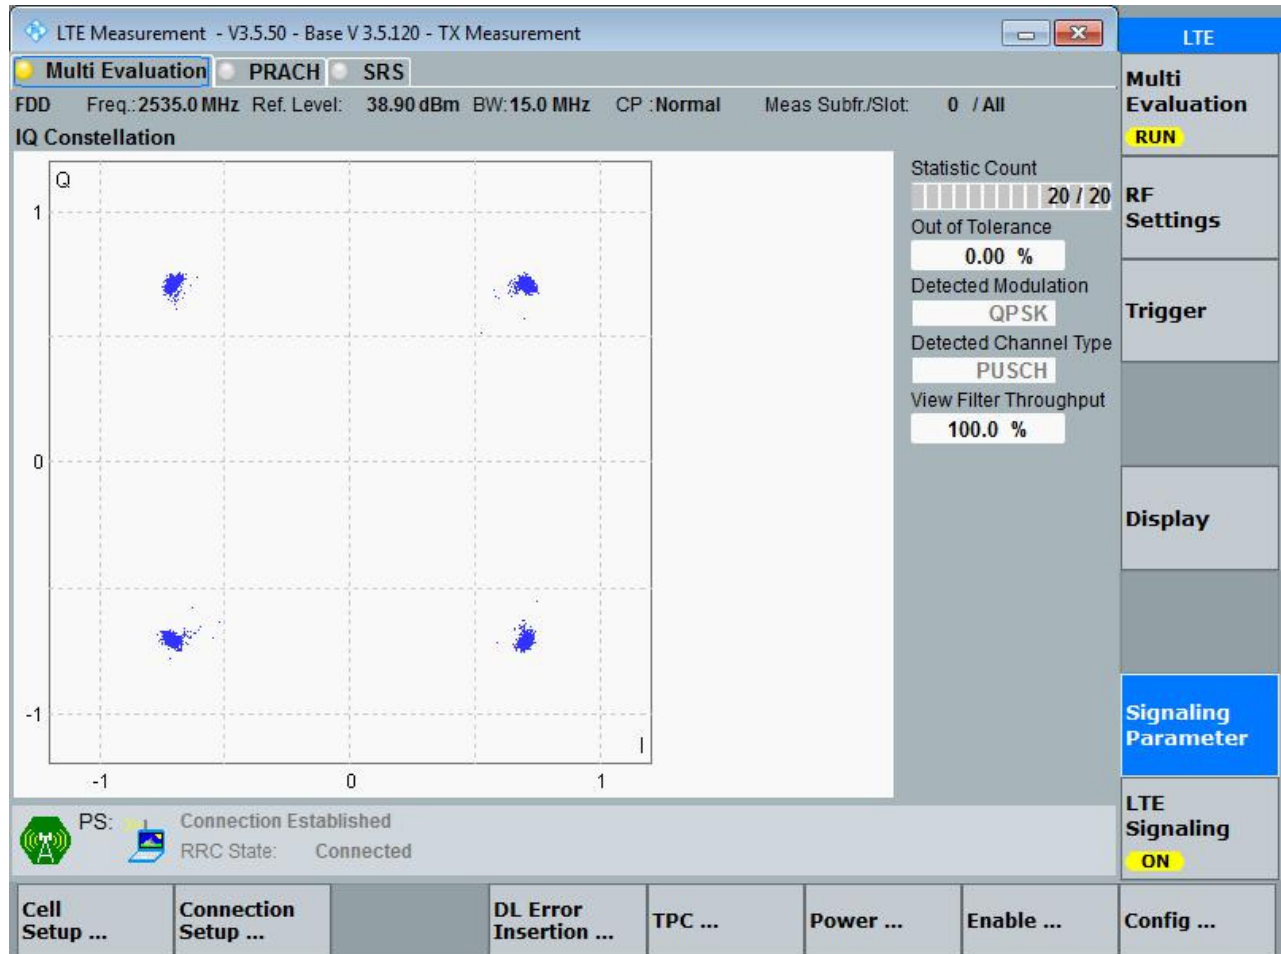 LTE Measurement - V3.5.50 - Base V 3.5.120 - TX Measurement
LTE
Multi Evaluation PRACH SRS
FDD Freq.: 2535.0 MHz Ref. Level: 38.90 dBm BW: 15.0 MHz CP : Normal Meas Subfr./Slot: 0 / All
IQ Constellation
Q
1
0
-1
I
-1 0 1
Statistic Count
20 / 20
Out of Tolerance
0.00 %
Detected Modulation
QPSK
Detected Channel Type
PUSCH
View Filter Throughput
100.0 %
Multi
Evaluation
RUN
RF
Settings
Trigger
Display
Signaling
Parameter
LTE
Signaling
ON
PS: Connection Established
RRC State: Connected
Cell
Setup ...
Connection
Setup ...
DL Error
Insertion ...
TPC ...
Power ...
Enable ...
Config ...